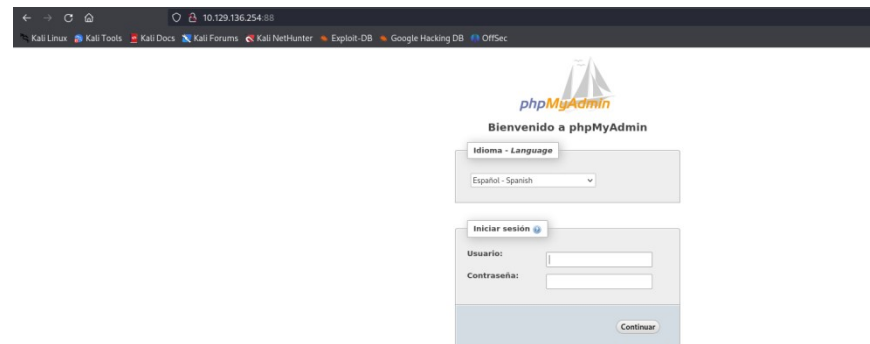 10.129.136.254:88
Kali Linux Kali Tools Kali Docs Kali Forums Kali NetHunter Exploit-DB Google Hacking DB OffSec
phpMyAdmin
Bienvenido a phpMyAdmin
Idioma - Language
Español - Spanish
Iniciar sesión
Usuario:
Contraseña:
Continuar